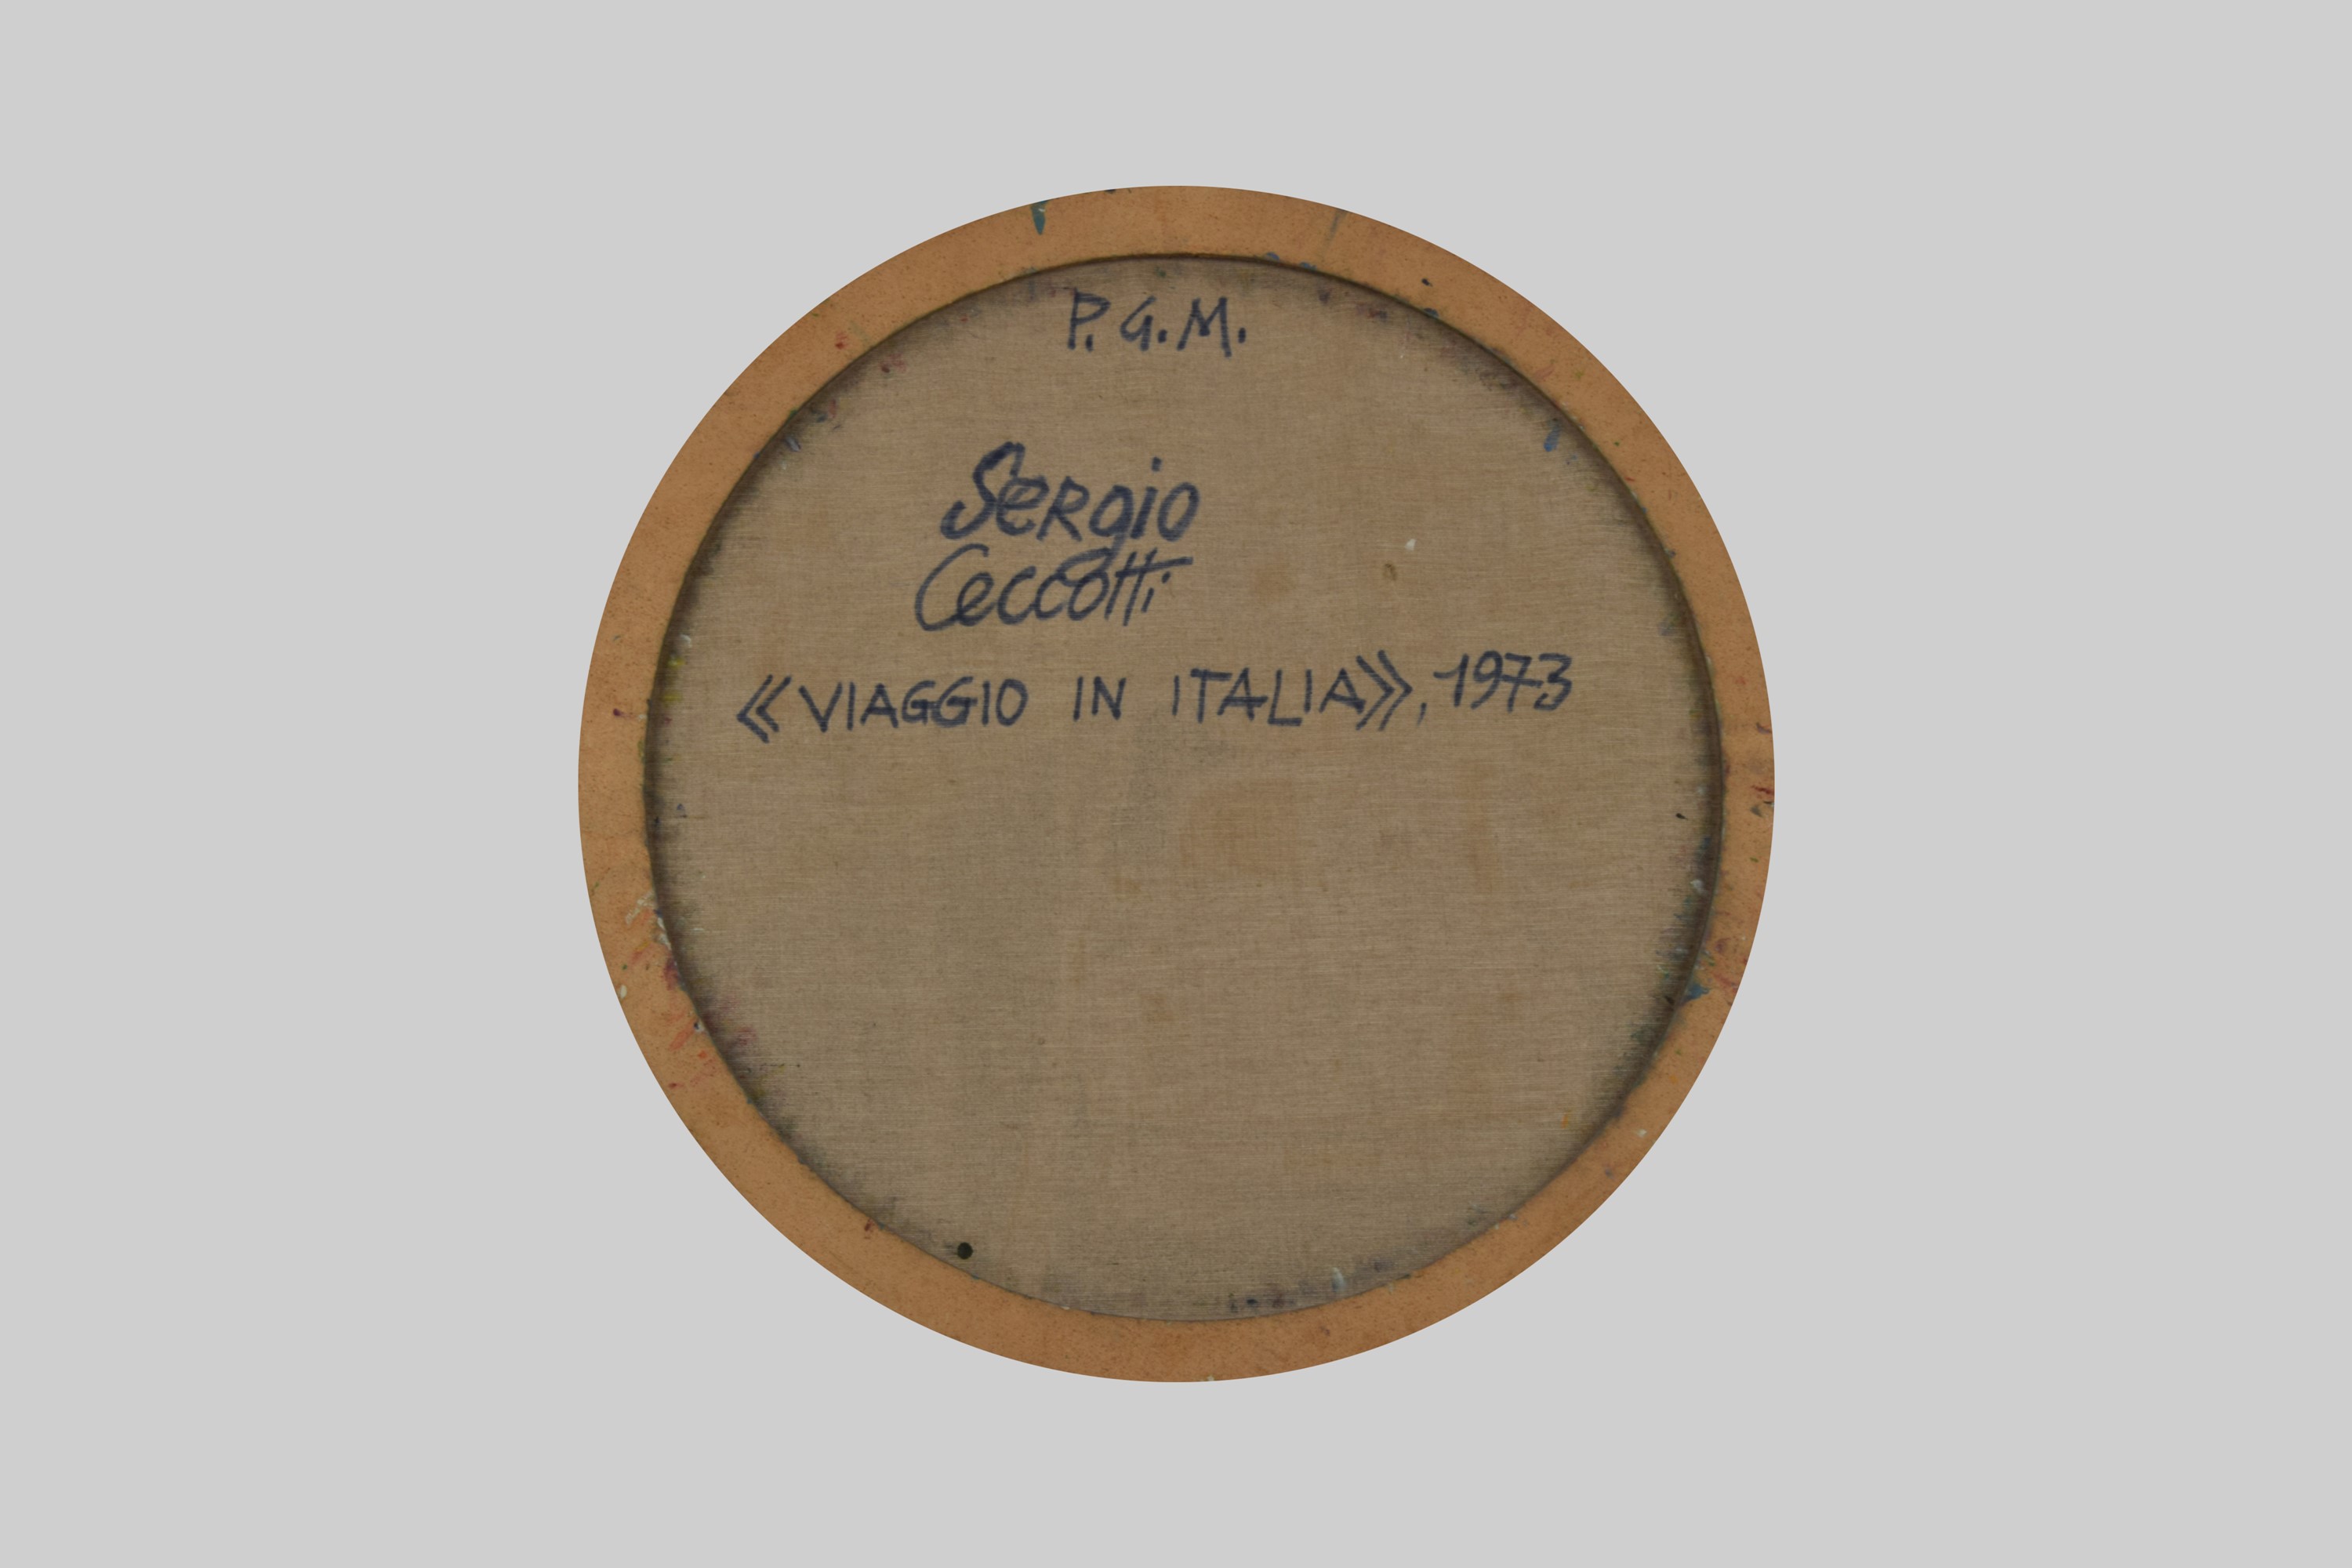 P.G.M.
Sergio
Ceccotti
«VIAGGIO IN ITALIA», 1973